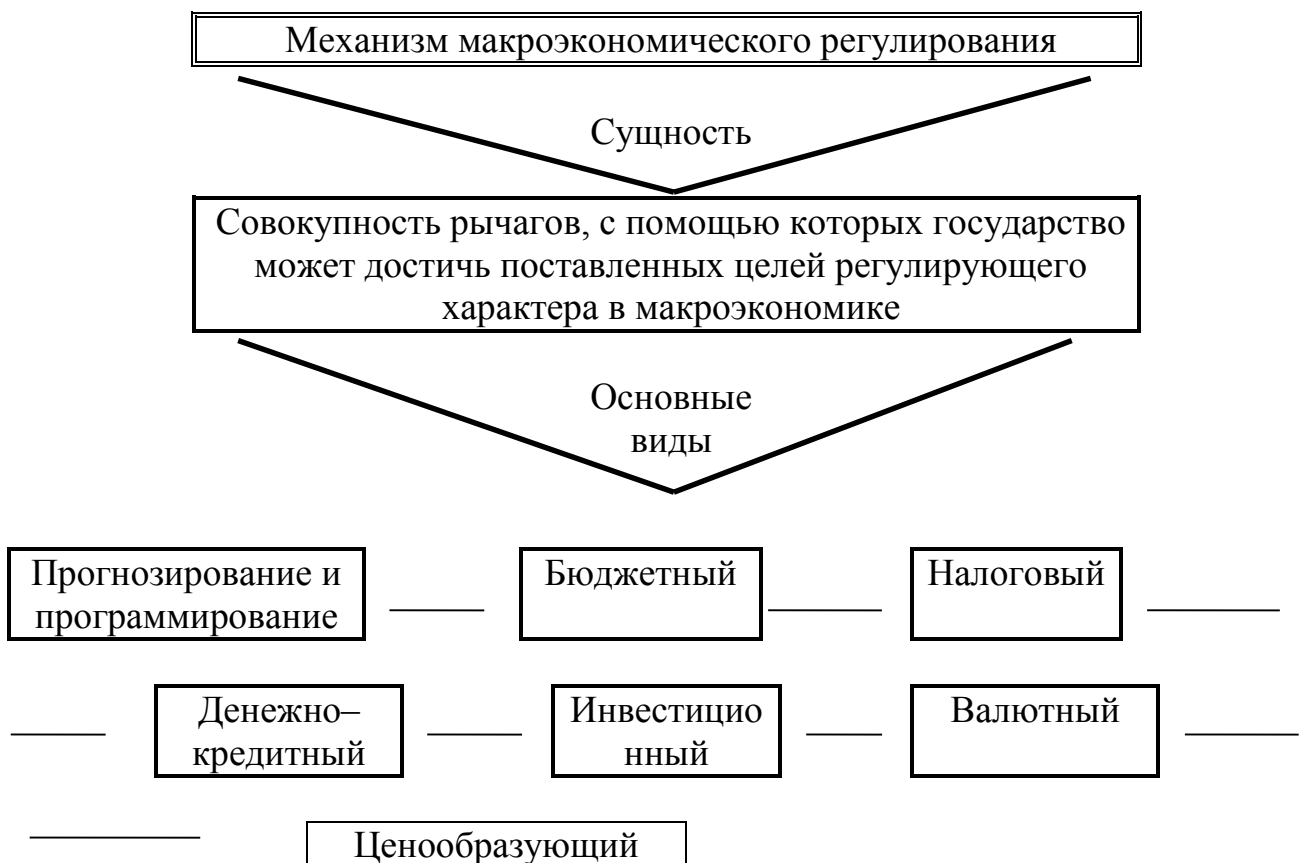 Механизм макроэкономического регулирования
Сущность
Совокупность рычагов, с помощью которых государство
может достичь поставленных целей регулирующего
характера в макроэкономике
Основные
виды
Прогнозирование и
программирование
Бюджетный
Налоговый
Денежно–
кредитный
Инвестицио
нный
Валютный
Ценообразующий